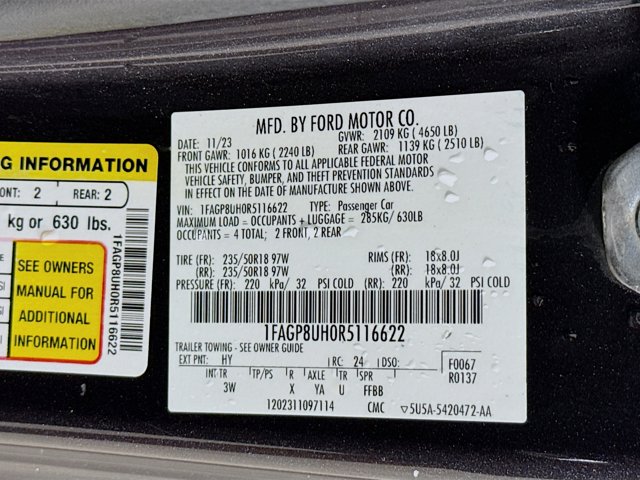 NG INFORMATION
ONT: 2 REAR: 2
kg or 630 lbs.
SEE OWNERS
MANUAL FOR
ADDITIONAL
INFORMATION
1FAGP8UH0R5116622
MFD. BY FORD MOTOR CO.
11/23 GVWR: 2109 KG (4650 LB)
FRONT GAWR: 1016 KG (2240 LB) REAR GAWR: 1139 KG (2510 LB)
THIS VEHICLE CONFORMS TO ALL APPLICABLE FEDERAL MOTOR
VEHICLE SAFETY, BUMPER, AND THEFT PREVENTION STANDARDS
IN EFFECT ON THE DATE OF MANUFACTURE SHOWN ABOVE.
VIN: 1FAGP8UH0R5116622 TYPE: Passenger Car
MAXIMUM LOAD = OCCUPANTS + LUGGAGE = 285KG/ 630LB
OCCUPANTS = 4 TOTAL; 2 FRONT, 2 REAR
TIRE (FR): 235/50R18 97W RIMS (FR): 18x8.0J
(RR): 235/50R18 97W (RR): 18x8.0J
PRESSURE (FR): 220 kPa/ 32 PSI COLD (RR): 220 kPa/ 32 PSI COLD
1FAGP8UH0R5116622
TRAILER TOWING - SEE OWNER GUIDE
EXT PNT: HY RC: 24 DSO: F0067
R0137
INT TR TP/PS R AXLE TR SPR
3W X YA U FFBB
1202311097114 CMC ▽5U5A-5420472-AA